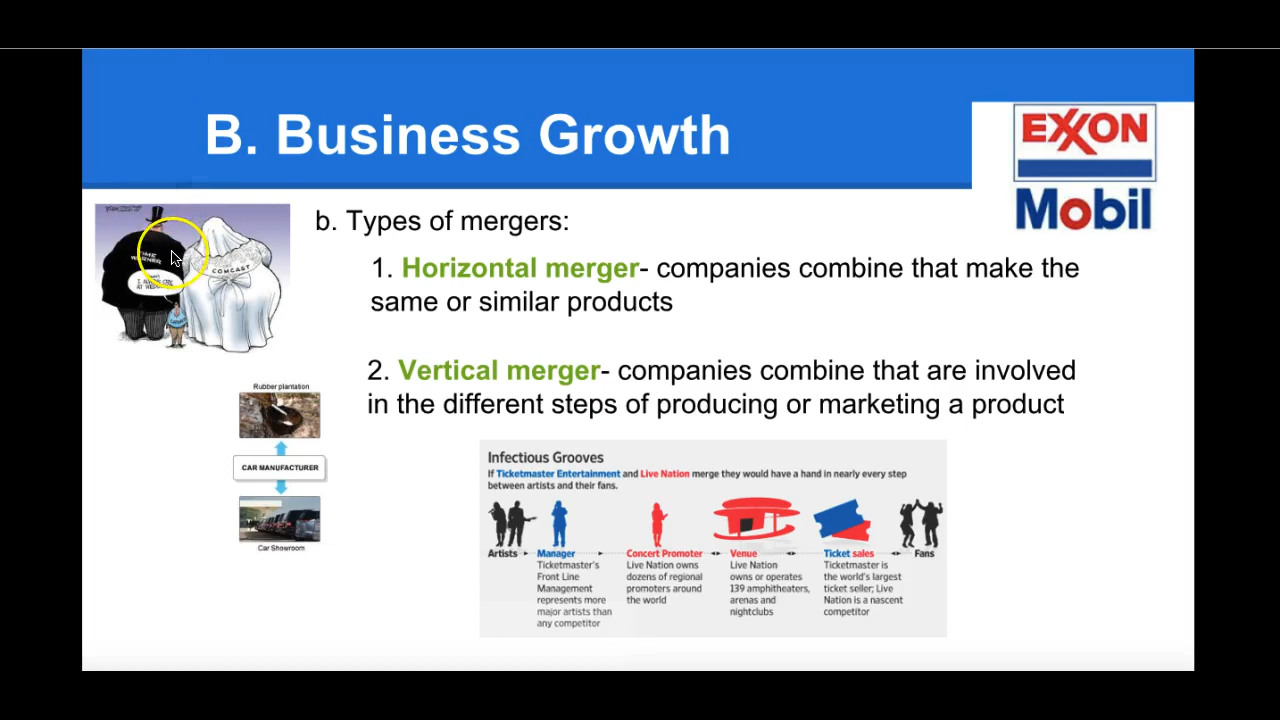 B. Business Growth
EXXON
Mobil
b. Types of mergers:
1. Horizontal merger- companies combine that make the
same or similar products
2. Vertical merger- companies combine that are involved
in the different steps of producing or marketing a product
WARNER
COMCAST
Rubber plantation
CAR MANUFACTURER
Car Showroom
Infectious Grooves
If Ticketmaster Entertainment and Live Nation merge they would have a hand in nearly every step
between artists and their fans.
Artists
Manager
Ticketmaster's
Front Line
Management
represents more
major artists than
any competitor
Concert Promoter
Live Nation owns
dozens of regional
promoters around
the world
Venue
Live Nation
owns or operates
139 amphitheaters,
arenas and
nightclubs
Ticket sales
Ticketmaster is
the world's largest
ticket seller; Live
Nation is a nascent
competitor
Fans